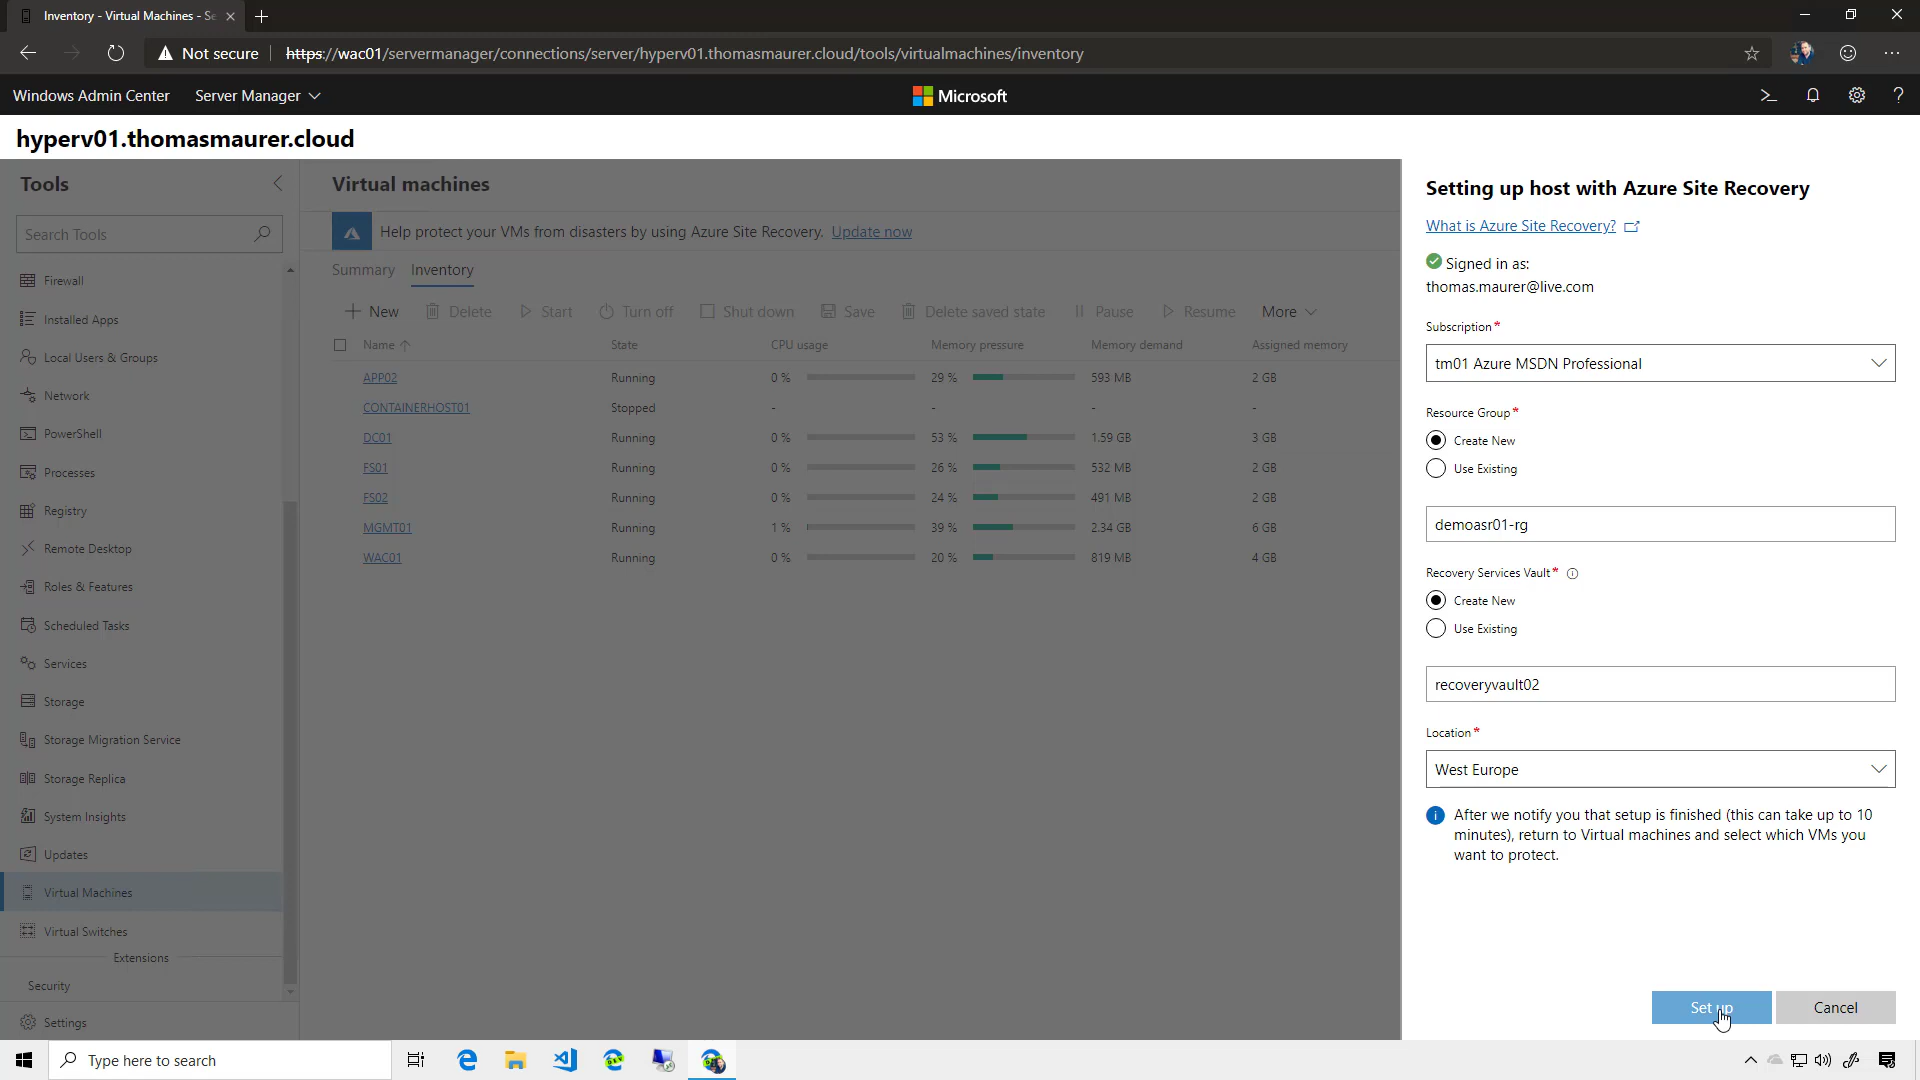 Inventory - Virtual Machines - Se
Not secure
https://wac01/servermanager/connections/server/hyperv01.thomasmaurer.cloud/tools/virtualmachines/inventory
Windows Admin Center
Server Manager
Microsoft
hyperv01.thomasmaurer.cloud
Tools
Search Tools
Firewall
Installed Apps
Local Users & Groups
Network
PowerShell
Processes
Registry
Remote Desktop
Roles & Features
Scheduled Tasks
Services
Storage
Storage Migration Service
Storage Replica
System Insights
Updates
Virtual Machines
Virtual Switches
Extensions
Security
Settings
Virtual machines
Help protect your VMs from disasters by using Azure Site Recovery. Update now
Summary Inventory
New Delete Start Turn off Shut down Save Delete saved state Pause Resume More
Name State CPU usage Memory pressure Memory demand Assigned memory
APP02 Running 0 % 29 % 593 MB 2 GB
CONTAINERHOST01 Stopped - - - -
DC01 Running 0 % 53 % 1.59 GB 3 GB
FS01 Running 0 % 26 % 532 MB 2 GB
FS02 Running 0 % 24 % 491 MB 2 GB
MGMT01 Running 1 % 39 % 2.34 GB 6 GB
WAC01 Running 0 % 20 % 819 MB 4 GB
Setting up host with Azure Site Recovery
What is Azure Site Recovery?
Signed in as:
thomas.maurer@live.com
Subscription*
tm01 Azure MSDN Professional
Resource Group*
Create New
Use Existing
demoasr01-rg
Recovery Services Vault*
Create New
Use Existing
recoveryvault02
Location*
West Europe
After we notify you that setup is finished (this can take up to 10
minutes), return to Virtual machines and select which VMs you
want to protect.
Set up
Cancel
Type here to search